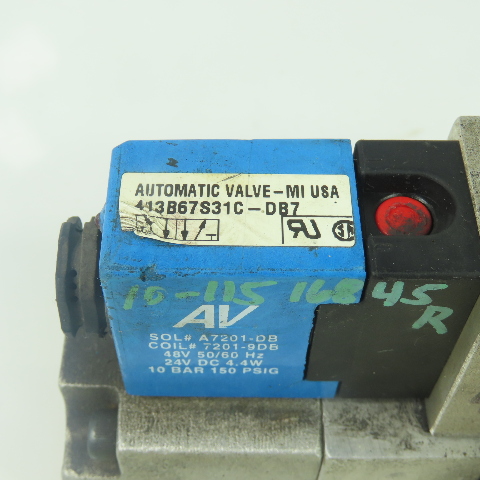 AUTOMATIC VALVE-MI USA
413B67S31C-DB7
10-115 168 45
R
AV
SOL# A7201-DB
COIL# 7201-9DB
48V 50/60 Hz
24V DC 4.4W
10 BAR 150 PSIG